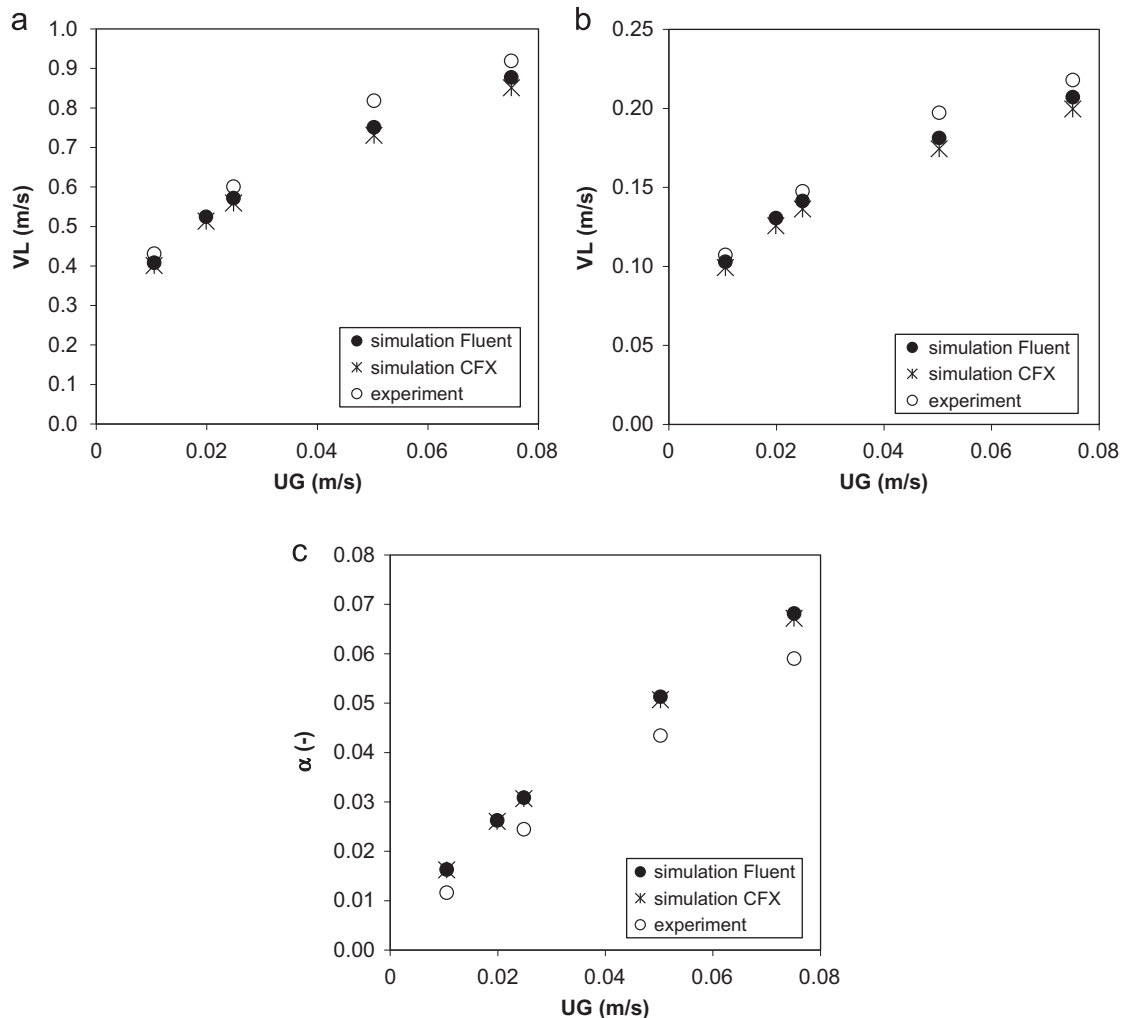 a
1.0
0.9
0.8
0.7
0.6
0.5
0.4
0.3
0.2
0.1
0.0
VL (m/s)
0 0.02 0.04 0.06 0.08
UG (m/s)
simulation Fluent
simulation CFX
experiment
b
0.25
0.20
0.15
0.10
0.05
0.00
VL (m/s)
0 0.02 0.04 0.06 0.08
UG (m/s)
simulation Fluent
simulation CFX
experiment
c
0.08
0.07
0.06
0.05
0.04
0.03
0.02
0.01
0.00
α (-)
0 0.02 0.04 0.06 0.08
UG (m/s)
simulation Fluent
simulation CFX
experiment